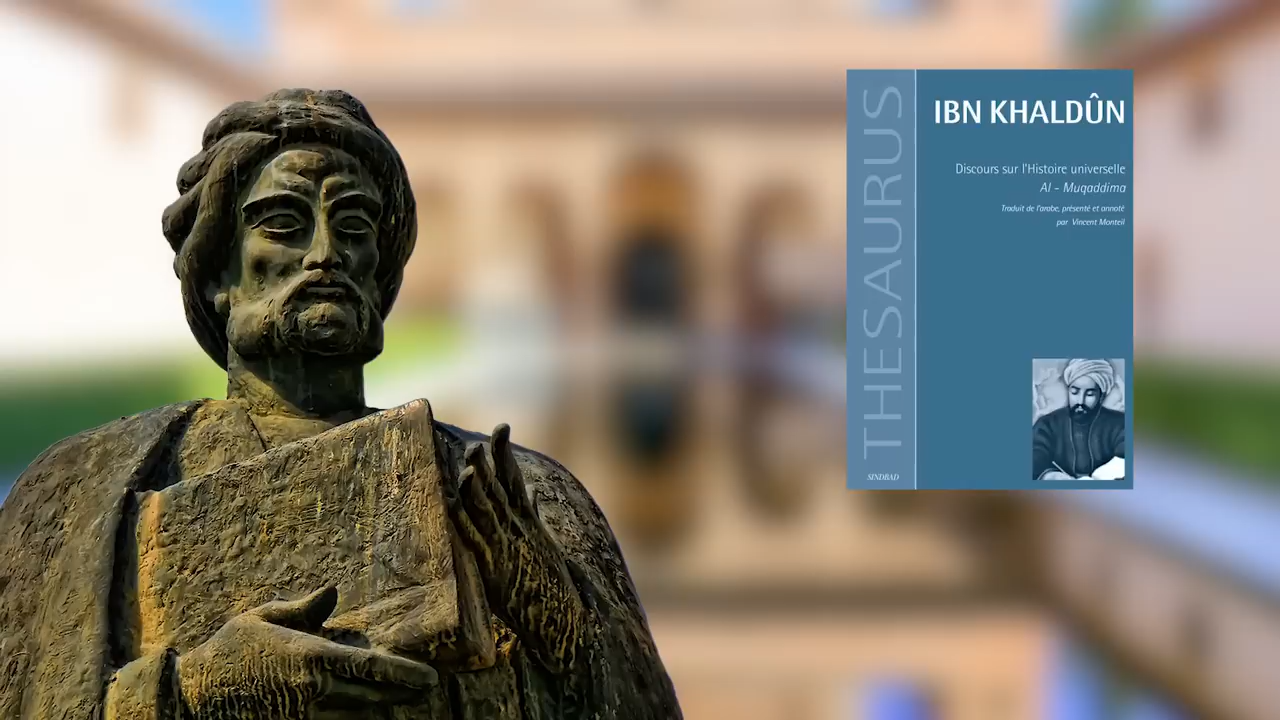 THESAURUS
SINDBAD
IBN KHALDÛN
Discours sur l'Histoire universelle
Al - Muqaddima
Traduit de l'arabe, présenté et annoté
par Vincent Monteil